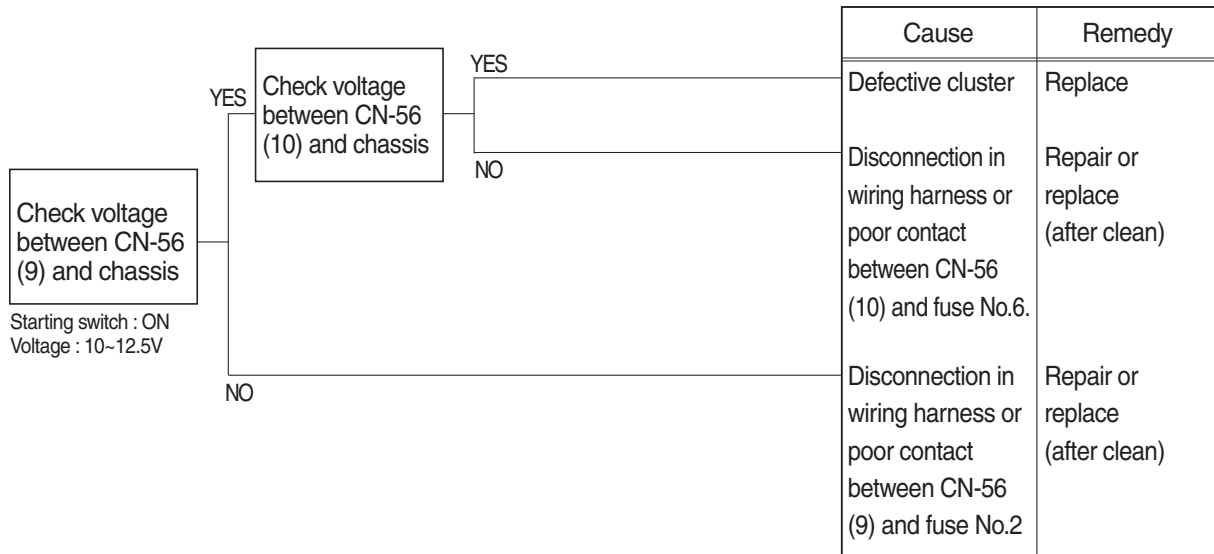 Cause
Remedy
YES
Check voltage
between CN-56
(10) and chassis
YES
Defective cluster
Replace
NO
Disconnection in
wiring harness or
poor contact
between CN-56
(10) and fuse No.6.
Repair or
replace
(after clean)
Check voltage
between CN-56
(9) and chassis
Starting switch : ON
Voltage : 10~12.5V
NO
Disconnection in
wiring harness or
poor contact
between CN-56
(9) and fuse No.2
Repair or
replace
(after clean)